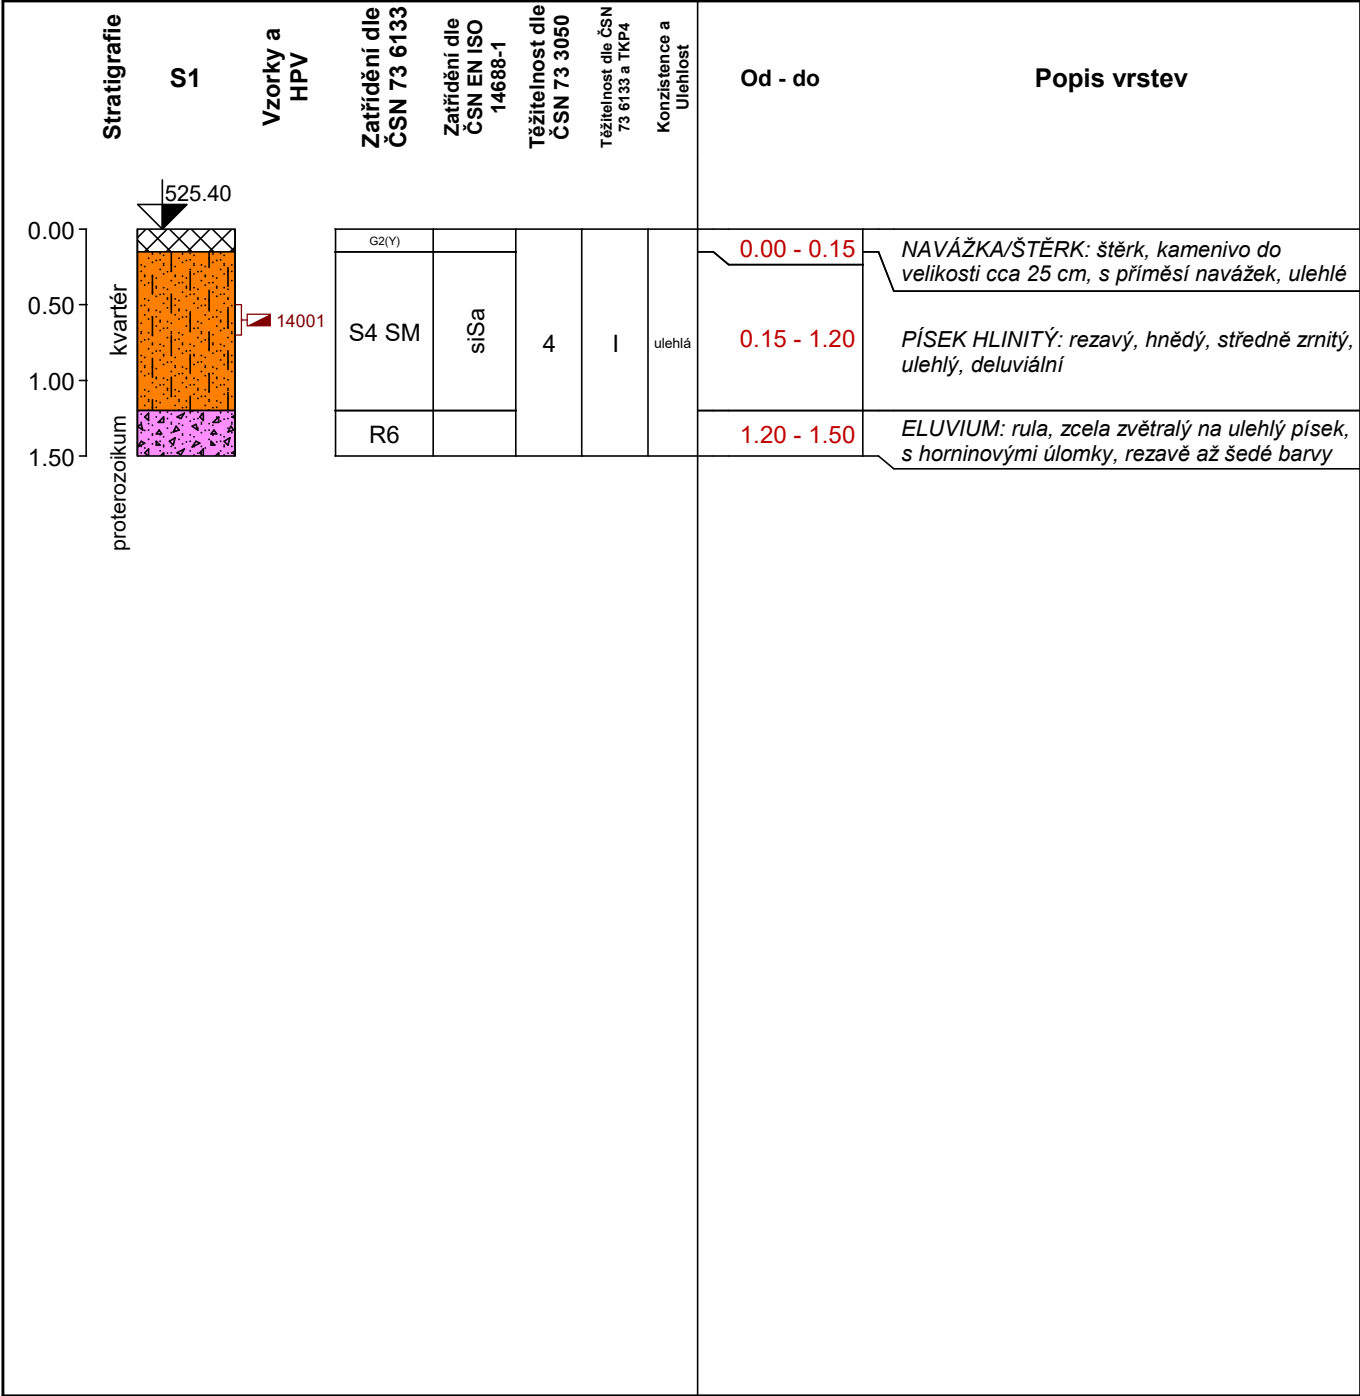 Stratigrafie
S1
Vzorky a
HPV
Zatřídění dle
ČSN 73 6133
Zatřídění dle
ČSN EN ISO
14688-1
Těžitelnost dle
ČSN 73 3050
Těžitelnost dle ČSN
73 6133 a TKP4
Konzistence a
Ulehlost
Od - do
Popis vrstev
525.40
0.00
0.50
1.00
1.50
kvartér
proterozoikum
14001
G2(Y)
S4 SM
siSa
4
I
ulehlá
R6
0.00 - 0.15
NAVÁŽKA/ŠTĚRK: štěrk, kamenivo do
velikosti cca 25 cm, s příměsí navážek, ulehlé
0.15 - 1.20
PÍSEK HLINITÝ: rezavý, hnědý, středně zrnitý,
ulehlý, deluviální
1.20 - 1.50
ELUVIUM: rula, zcela zvětralý na ulehlý písek,
s horninovými úlomky, rezavě až šedé barvy